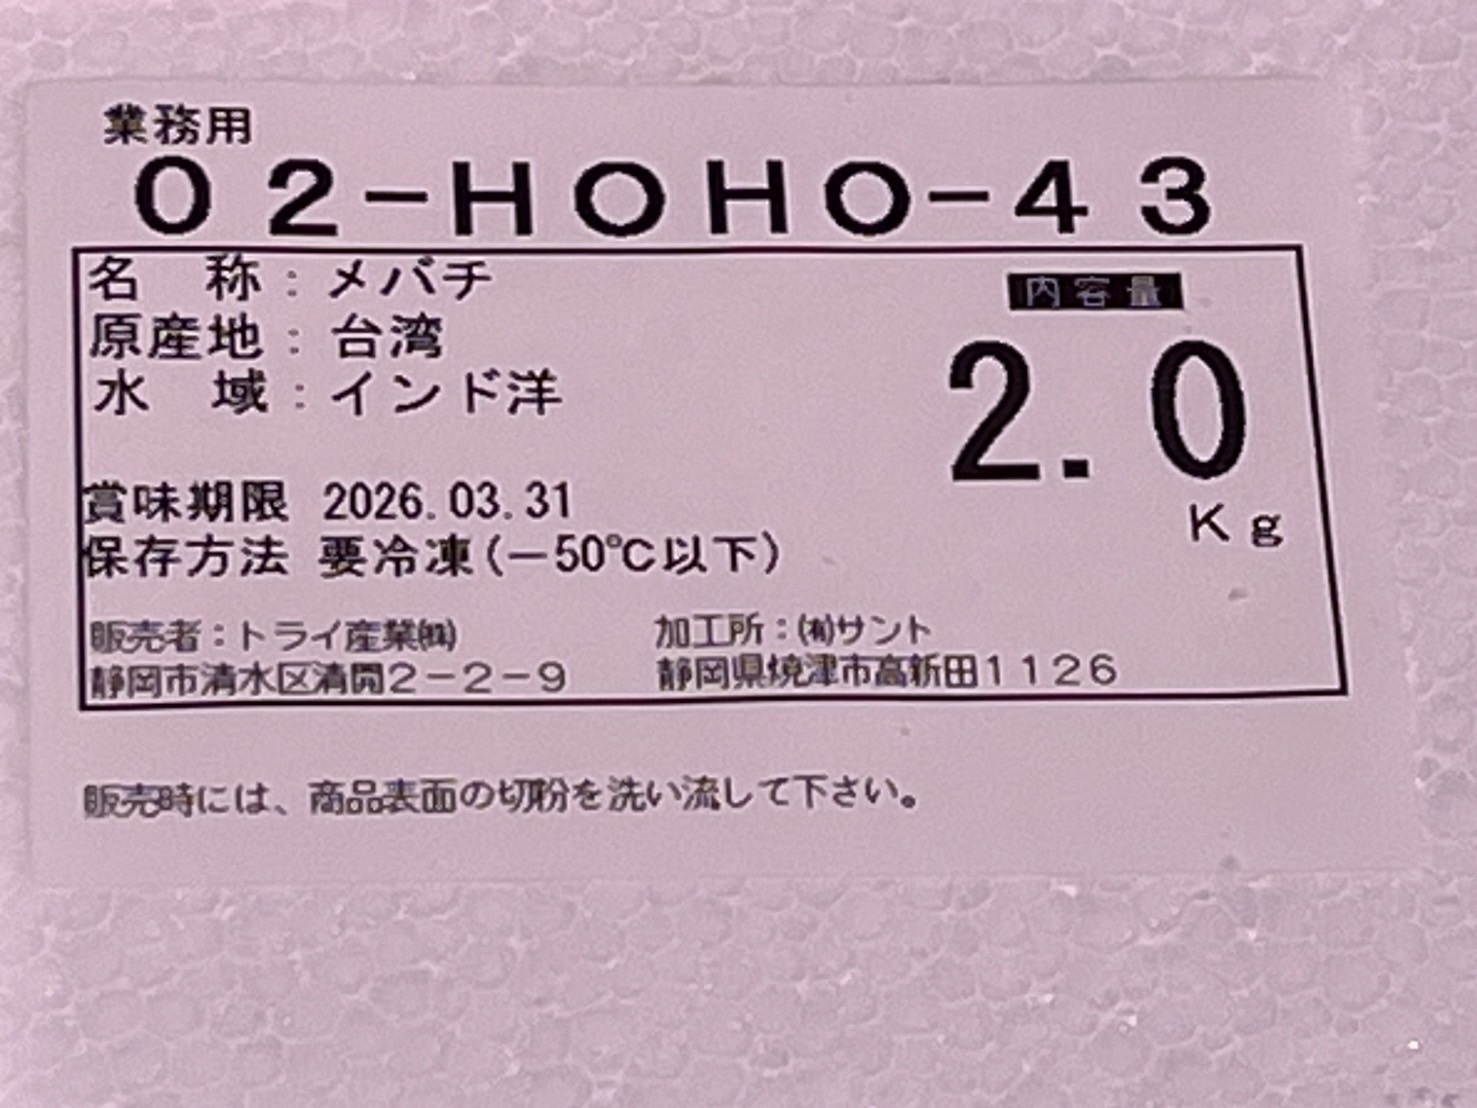 業務用
02-HOHO-43
名　称：メバチ
内容量
原産地：台湾
水　域：インド洋
2.0
Kg
賞味期限 2026.03.31
保存方法 要冷凍(－50℃以下)
販売者：トライ産業㈱
加工所：㈲サント
静岡市清水区清開2－2－9
静岡県焼津市高新田1126
販売時には、商品表面の切粉を洗い流して下さい。